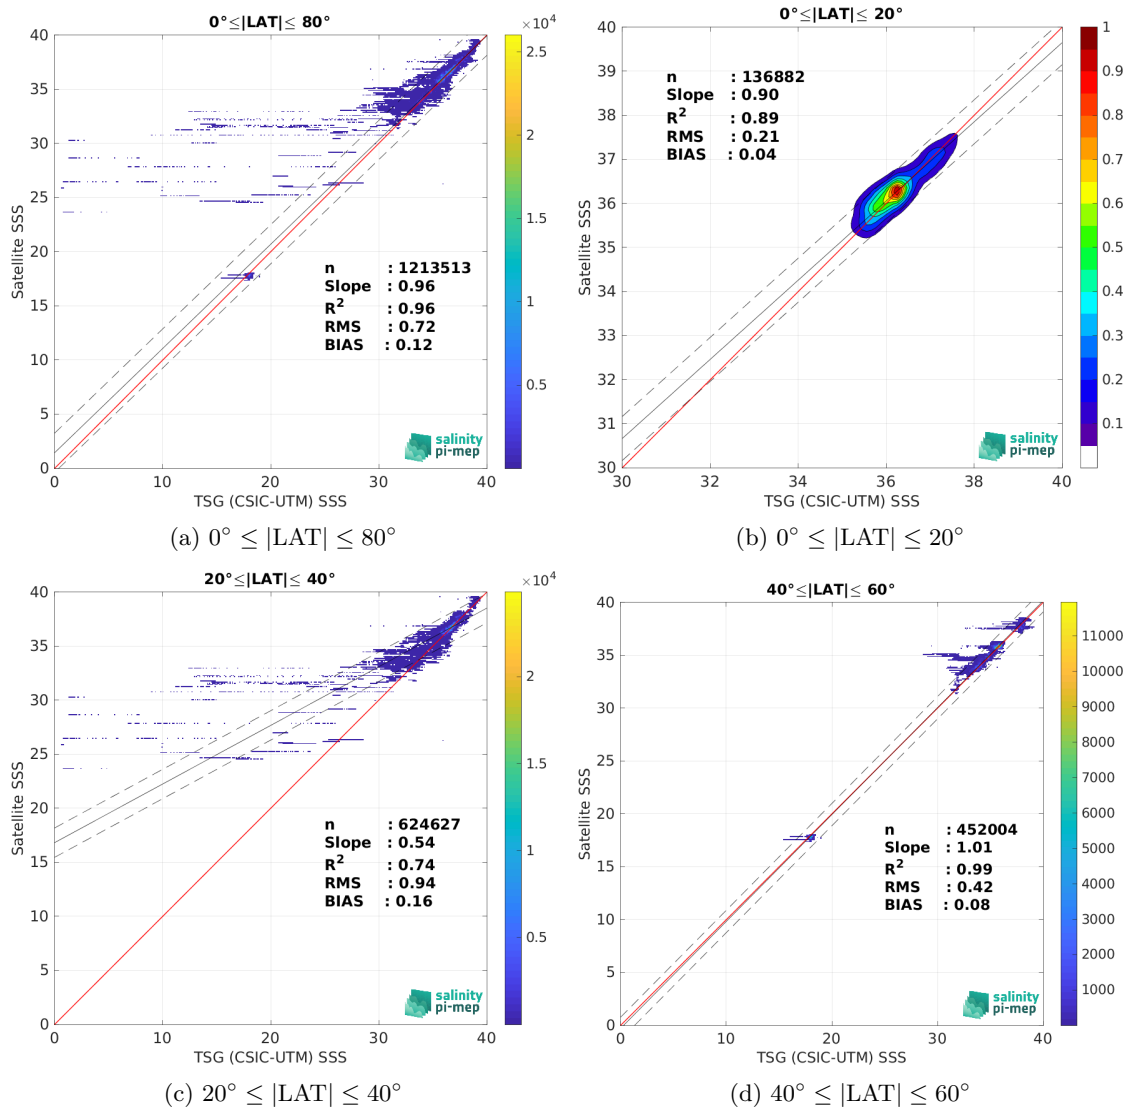 0°≤|LAT|≤ 80°
×10⁴
40
35
30
25
20
15
10
5
0
0 10 20 30 40
Satellite SSS
TSG (CSIC-UTM) SSS
n : 1213513
Slope : 0.96
R² : 0.96
RMS : 0.72
BIAS : 0.12
salinity
pi-mep
2.5
2
1.5
1
0.5
(a) 0° ≤ |LAT| ≤ 80°
0°≤|LAT|≤ 20°
40
39
38
37
36
35
34
33
32
31
30
30 32 34 36 38 40
Satellite SSS
TSG (CSIC-UTM) SSS
n : 136882
Slope : 0.90
R² : 0.89
RMS : 0.21
BIAS : 0.04
salinity
pi-mep
1
0.9
0.8
0.7
0.6
0.5
0.4
0.3
0.2
0.1
(b) 0° ≤ |LAT| ≤ 20°
20°≤|LAT|≤ 40°
×10⁴
40
35
30
25
20
15
10
5
0
0 10 20 30 40
Satellite SSS
TSG (CSIC-UTM) SSS
n : 624627
Slope : 0.54
R² : 0.74
RMS : 0.94
BIAS : 0.16
salinity
pi-mep
2
1.5
1
0.5
(c) 20° ≤ |LAT| ≤ 40°
40°≤|LAT|≤ 60°
40
35
30
25
20
15
10
5
0
0 10 20 30 40
Satellite SSS
TSG (CSIC-UTM) SSS
n : 452004
Slope : 1.01
R² : 0.99
RMS : 0.42
BIAS : 0.08
salinity
pi-mep
11000
10000
9000
8000
7000
6000
5000
4000
3000
2000
1000
(d) 40° ≤ |LAT| ≤ 60°